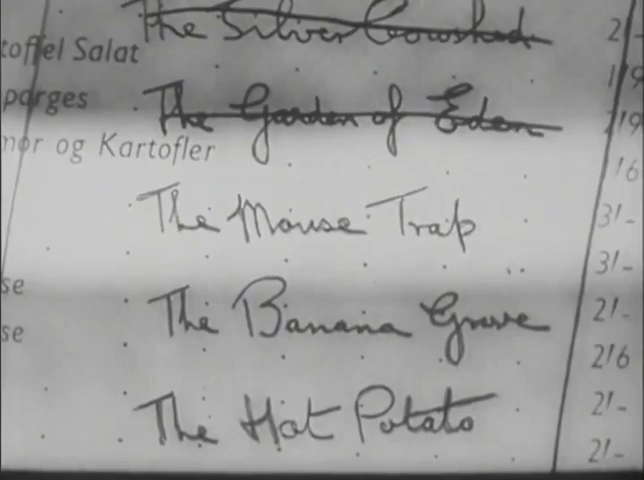 The Silver Cowshed 2/-
toffel Salat 1/9
parges The Garden of Eden 2/9
mør og Kartofler 1/6
The Mouse Trap 3/-
3/-
se The Banana Grove 2/-
se 2/6
The Hot Potato 2/-
2/-